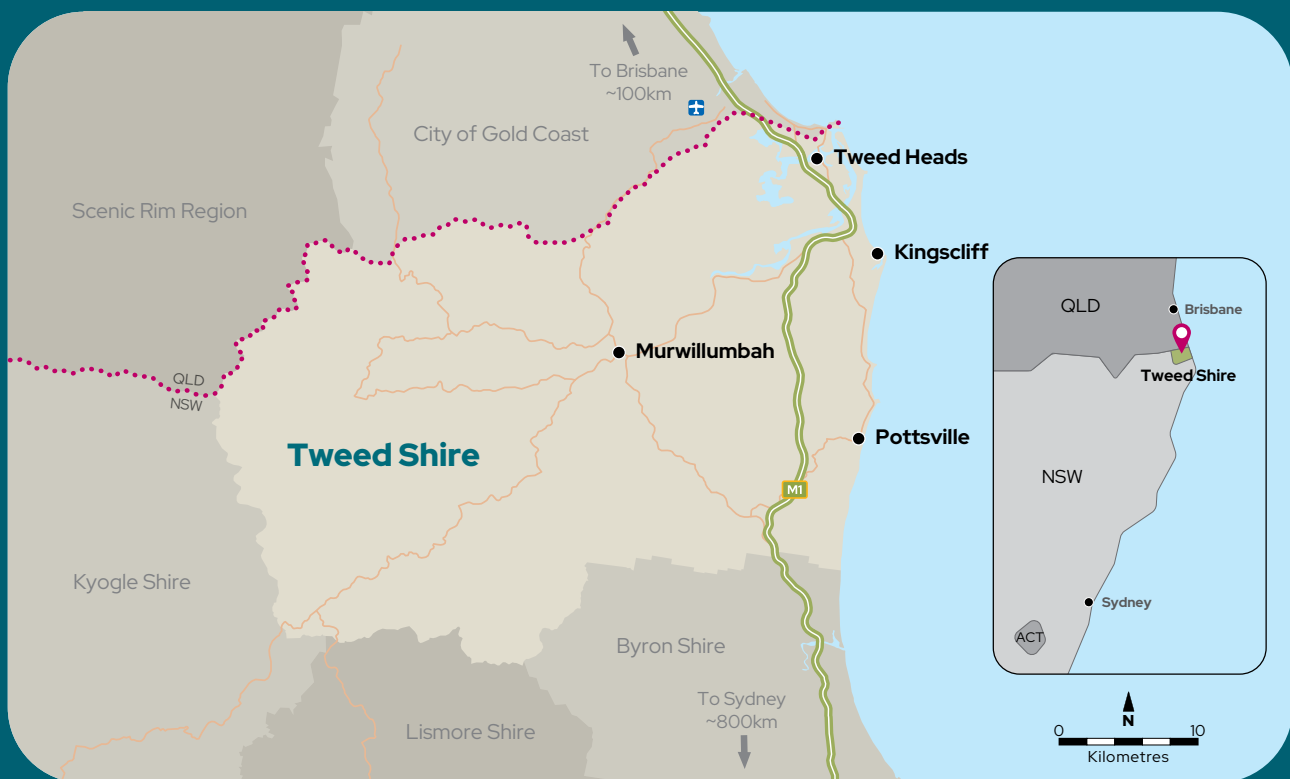 To Brisbane
~100km
City of Gold Coast
Tweed Heads
Scenic Rim Region
Kingscliff
QLD
Brisbane
Murwillumbah
Tweed Shire
QLD
NSW
Tweed Shire
Pottsville
NSW
M1
Kyogle Shire
Sydney
ACT
Byron Shire
To Sydney
~800km
Lismore Shire
N
0 10
Kilometres